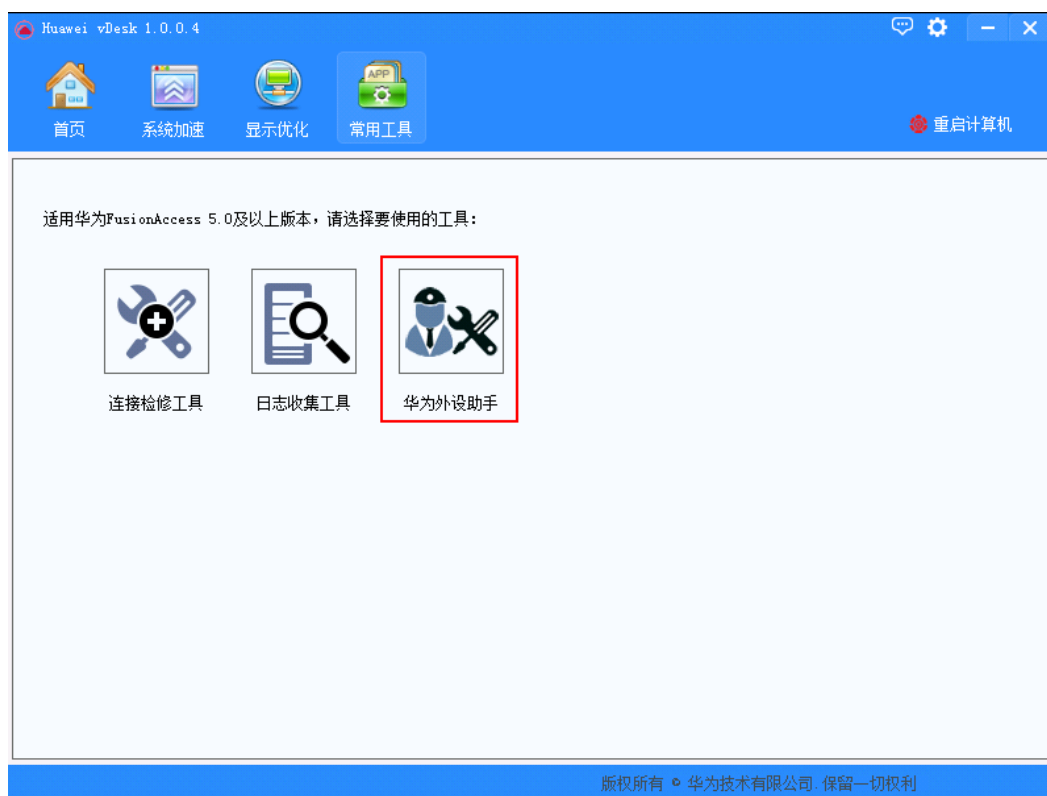 Huawei vDesk 1.0.0.4
APP
首页 系统加速 显示优化 常用工具
重启计算机
适用华为FusionAccess 5.0及以上版本，请选择要使用的工具：
连接检修工具 日志收集工具 华为外设助手
版权所有 © 华为技术有限公司.保留一切权利